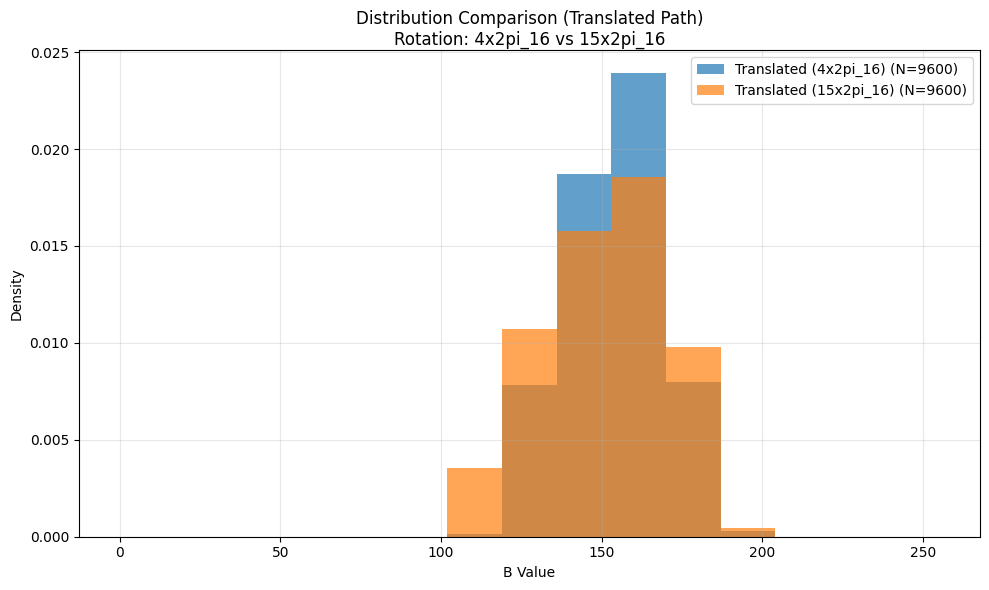 Distribution Comparison (Translated Path)
Rotation: 4x2pi_16 vs 15x2pi_16
Translated (4x2pi_16) (N=9600)
Translated (15x2pi_16) (N=9600)
0.025
0.020
0.015
0.010
0.005
0.000
Density
0 50 100 150 200 250
B Value